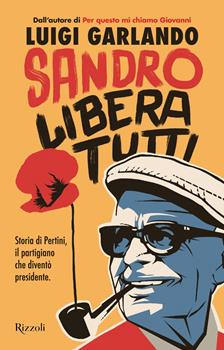 Dall'autore di Per questo mi chiamo Giovanni
LUIGI GARLANDO
SANDRO
LIBERA
TUTTI
Storia di Pertini,
il partigiano
che diventò
presidente.
Rizzoli